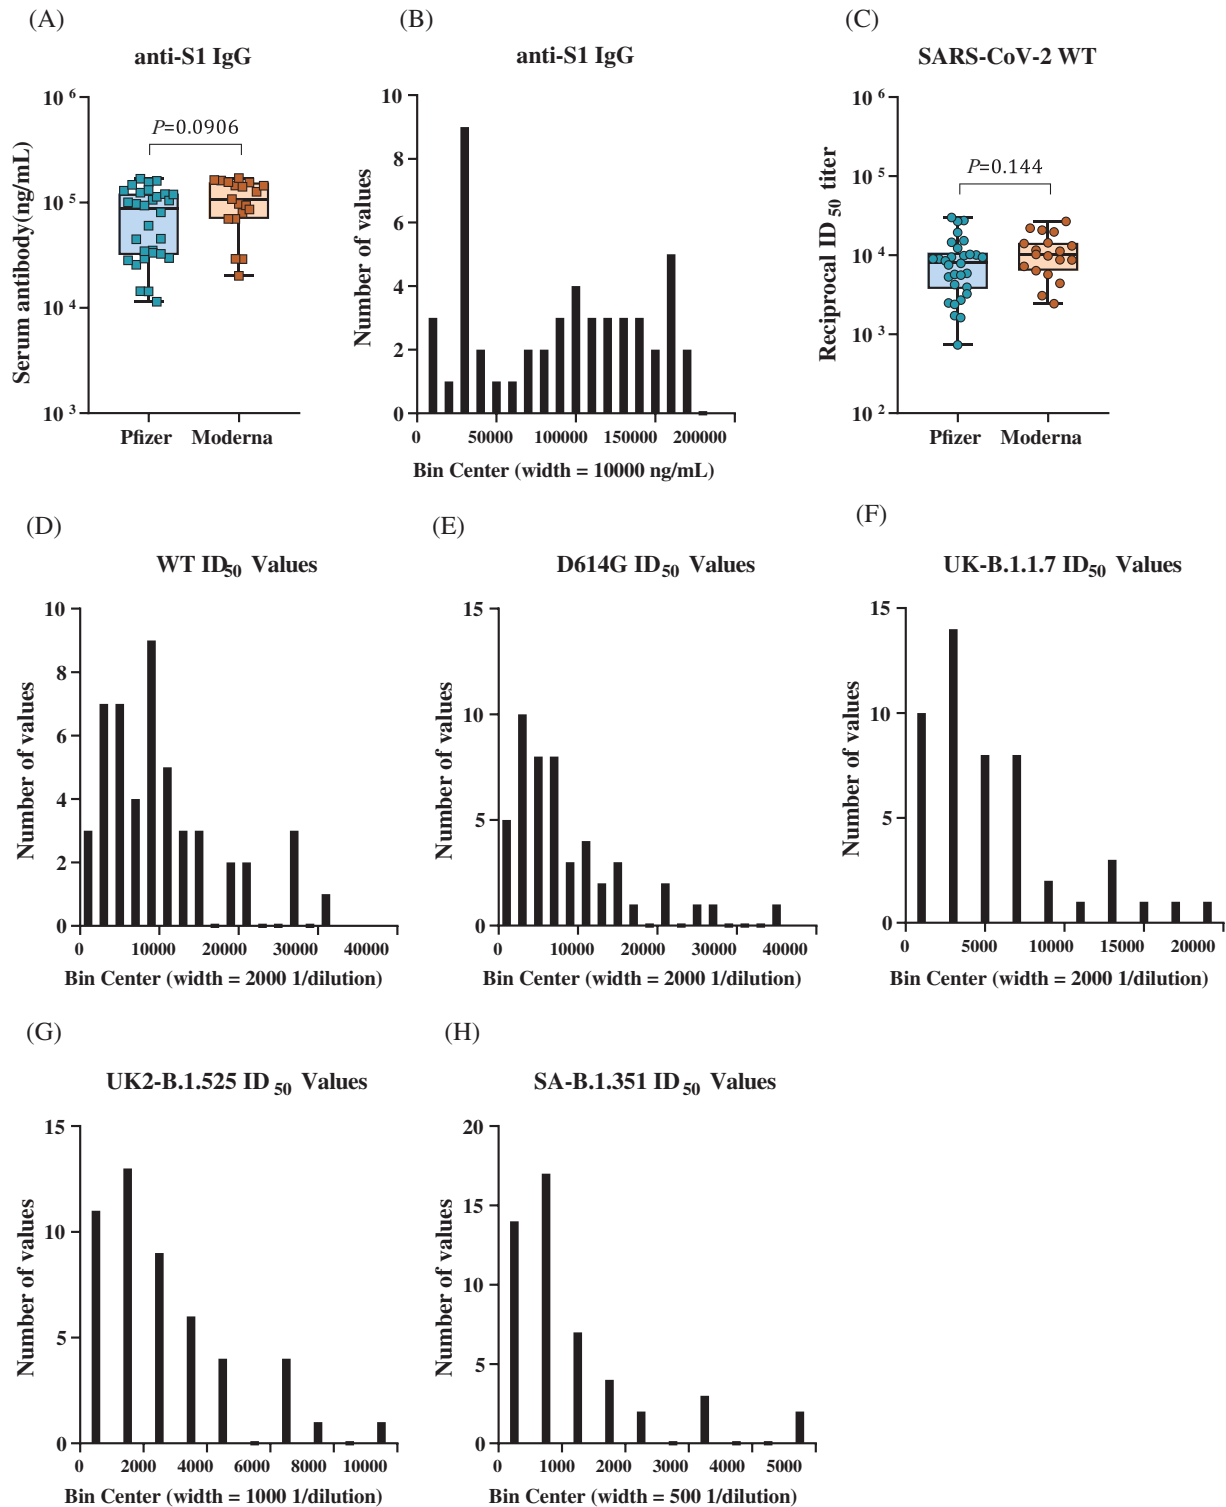 (A)
anti-S1 IgG
P=0.0906
Serum antibody(ng/mL)
10 6
10 5
10 4
10 3
Pfizer Moderna
(B)
anti-S1 IgG
Number of values
10
8
6
4
2
0
0 50000 100000 150000 200000
Bin Center (width = 10000 ng/mL)
(C)
SARS-CoV-2 WT
P=0.144
Reciprocal ID 50 titer
10 6
10 5
10 4
10 3
10 2
Pfizer Moderna
(D)
WT ID50 Values
Number of values
10
8
6
4
2
0
0 10000 20000 30000 40000
Bin Center (width = 2000 1/dilution)
(E)
D614G ID50 Values
Number of values
15
10
5
0
0 10000 20000 30000 40000
Bin Center (width = 2000 1/dilution)
(F)
UK-B.1.1.7 ID50 Values
Number of values
15
10
5
0
0 5000 10000 15000 20000
Bin Center (width = 2000 1/dilution)
(G)
UK2-B.1.525 ID 50 Values
Number of values
15
10
5
0
0 2000 4000 6000 8000 10000
Bin Center (width = 1000 1/dilution)
(H)
SA-B.1.351 ID 50 Values
Number of values
20
15
10
5
0
0 1000 2000 3000 4000 5000
Bin Center (width = 500 1/dilution)